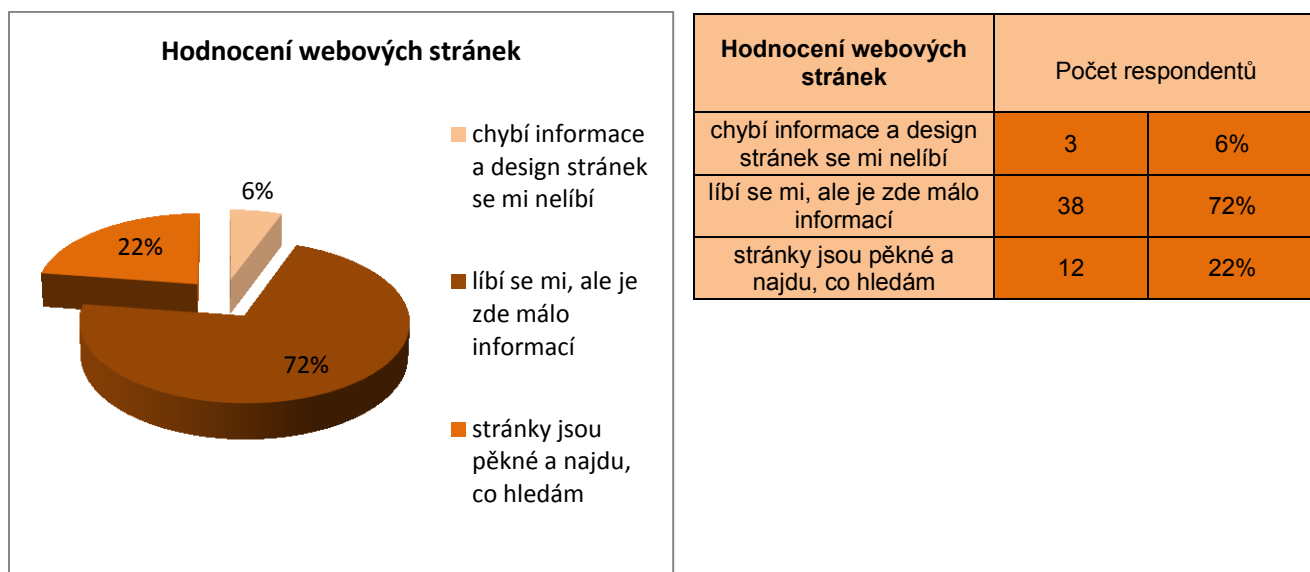 Hodnocení webových stránek
6%
22%
72%
chybí informace
a design stránek
se mi nelíbí
líbí se mi, ale je
zde málo
informací
stránky jsou
pěkné a najdu,
co hledám
Hodnocení webových
stránek
Počet respondentů
chybí informace a design
stránek se mi nelíbí
3
6%
líbí se mi, ale je zde málo
informací
38
72%
stránky jsou pěkné a
najdu, co hledám
12
22%